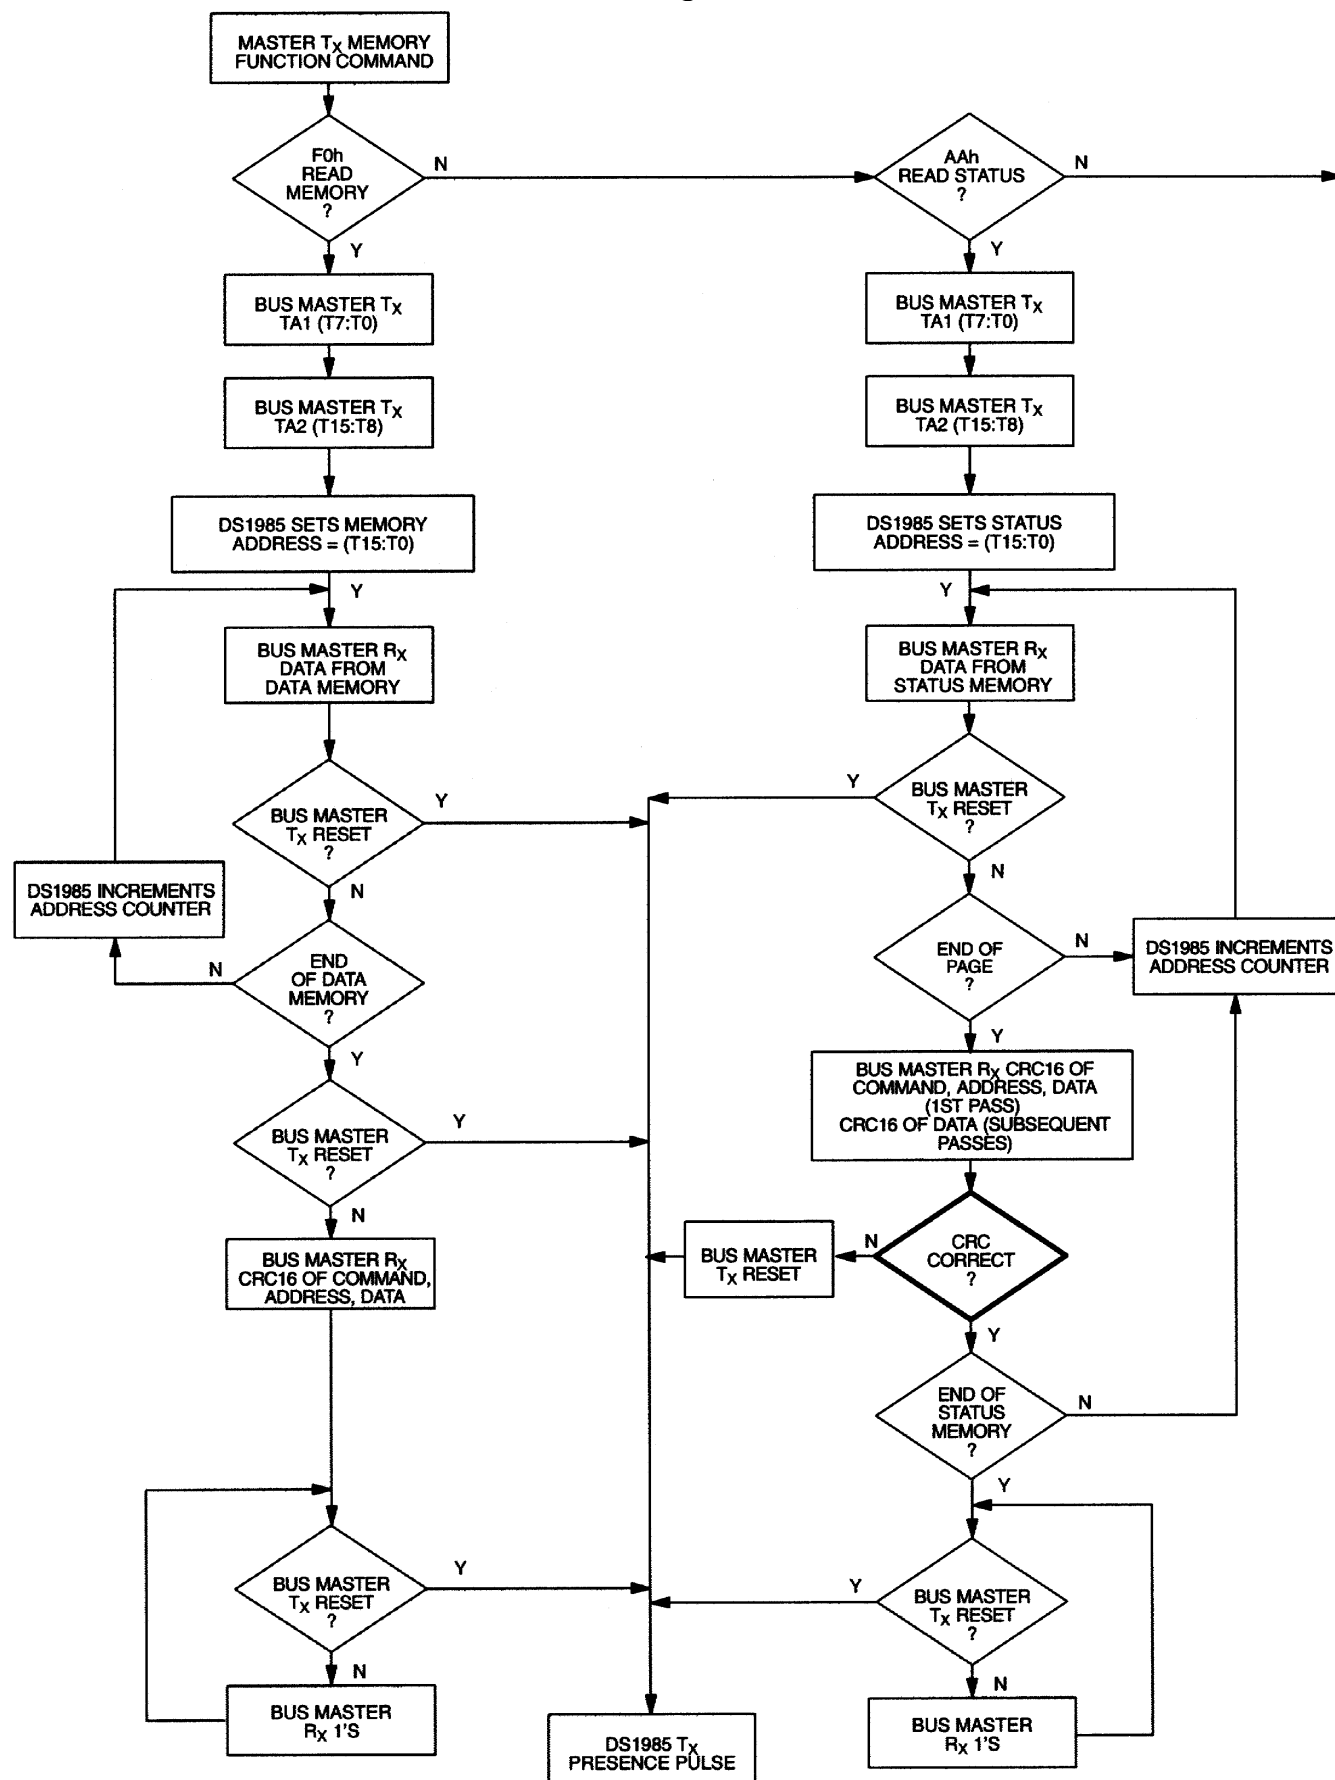 MASTER TX MEMORY
FUNCTION COMMAND
F0h
READ
MEMORY
?
N
Y
BUS MASTER TX
TA1 (T7:T0)
BUS MASTER TX
TA2 (T15:T8)
DS1985 SETS MEMORY
ADDRESS = (T15:T0)
Y
BUS MASTER RX
DATA FROM
DATA MEMORY
BUS MASTER
TX RESET
?
Y
N
DS1985 INCREMENTS
ADDRESS COUNTER
END
OF DATA
MEMORY
?
N
Y
BUS MASTER
TX RESET
?
Y
N
BUS MASTER RX
CRC16 OF COMMAND,
ADDRESS, DATA
BUS MASTER
TX RESET
?
Y
N
BUS MASTER
RX 1'S
AAh
READ STATUS
?
N
Y
BUS MASTER TX
TA1 (T7:T0)
BUS MASTER TX
TA2 (T15:T8)
DS1985 SETS STATUS
ADDRESS = (T15:T0)
Y
BUS MASTER RX
DATA FROM
STATUS MEMORY
BUS MASTER
TX RESET
?
Y
N
END OF
PAGE
?
N
Y
DS1985 INCREMENTS
ADDRESS COUNTER
BUS MASTER RX CRC16 OF
COMMAND, ADDRESS, DATA
(1ST PASS)
CRC16 OF DATA (SUBSEQUENT
PASSES)
CRC
CORRECT
?
N
Y
BUS MASTER
TX RESET
END OF
STATUS
MEMORY
?
N
Y
BUS MASTER
TX RESET
?
Y
N
BUS MASTER
RX 1'S
DS1985 TX
PRESENCE PULSE